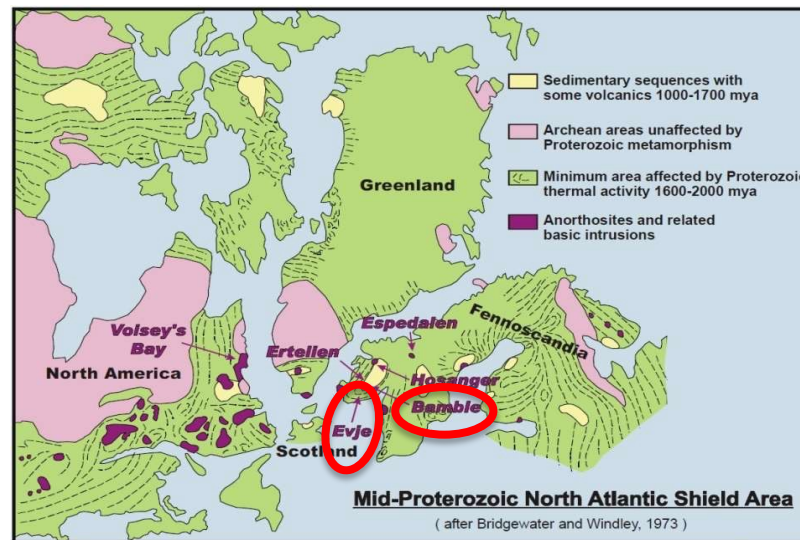 Sedimentary sequences with
some volcanics 1000-1700 mya
Archean areas unaffected by
Proterozoic metamorphism
Greenland
Minimum area affected by Proterozoic
thermal activity 1600-2000 mya
Anorthosites and related
basic intrusions
Volsey's
Bay
Espedalen
Fennoscandia
Ertellen
North America
Hosanger
Bamble
Evje
Scotland
Mid-Proterozoic North Atlantic Shield Area
( after Bridgewater and Windley, 1973 )